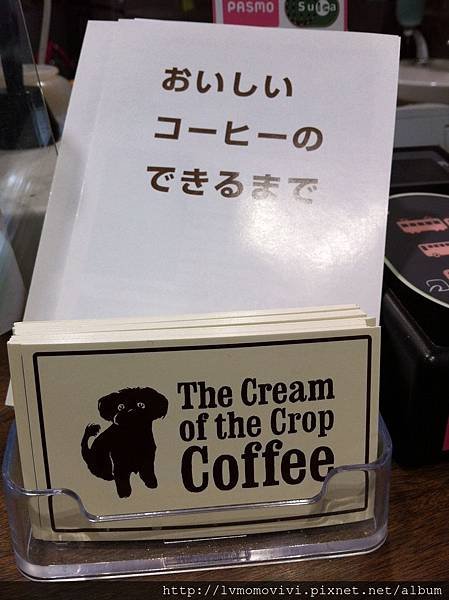 PASMO
Suica
おいしい
コーヒーの
できるまで
The Cream
of the Crop
Coffee
http://lvmomovivi.pixnet.net/album